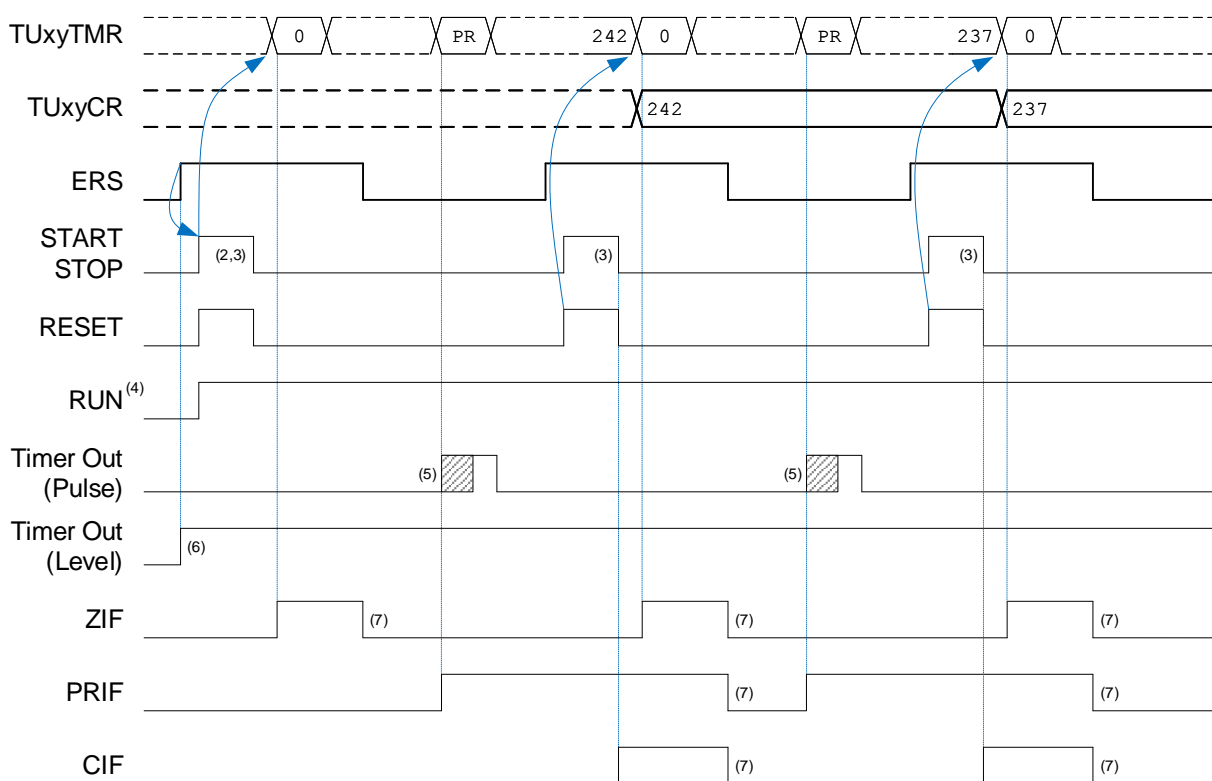 TUxyTMR 0 PR 242 0 PR 237 0
TUxyCR 242 237
ERS
START
STOP (2,3) (3) (3)
RESET
RUN(4)
Timer Out
(Pulse) (5) (5)
Timer Out
(Level) (6)
ZIF (7) (7) (7)
PRIF (7) (7)
CIF (7) (7)